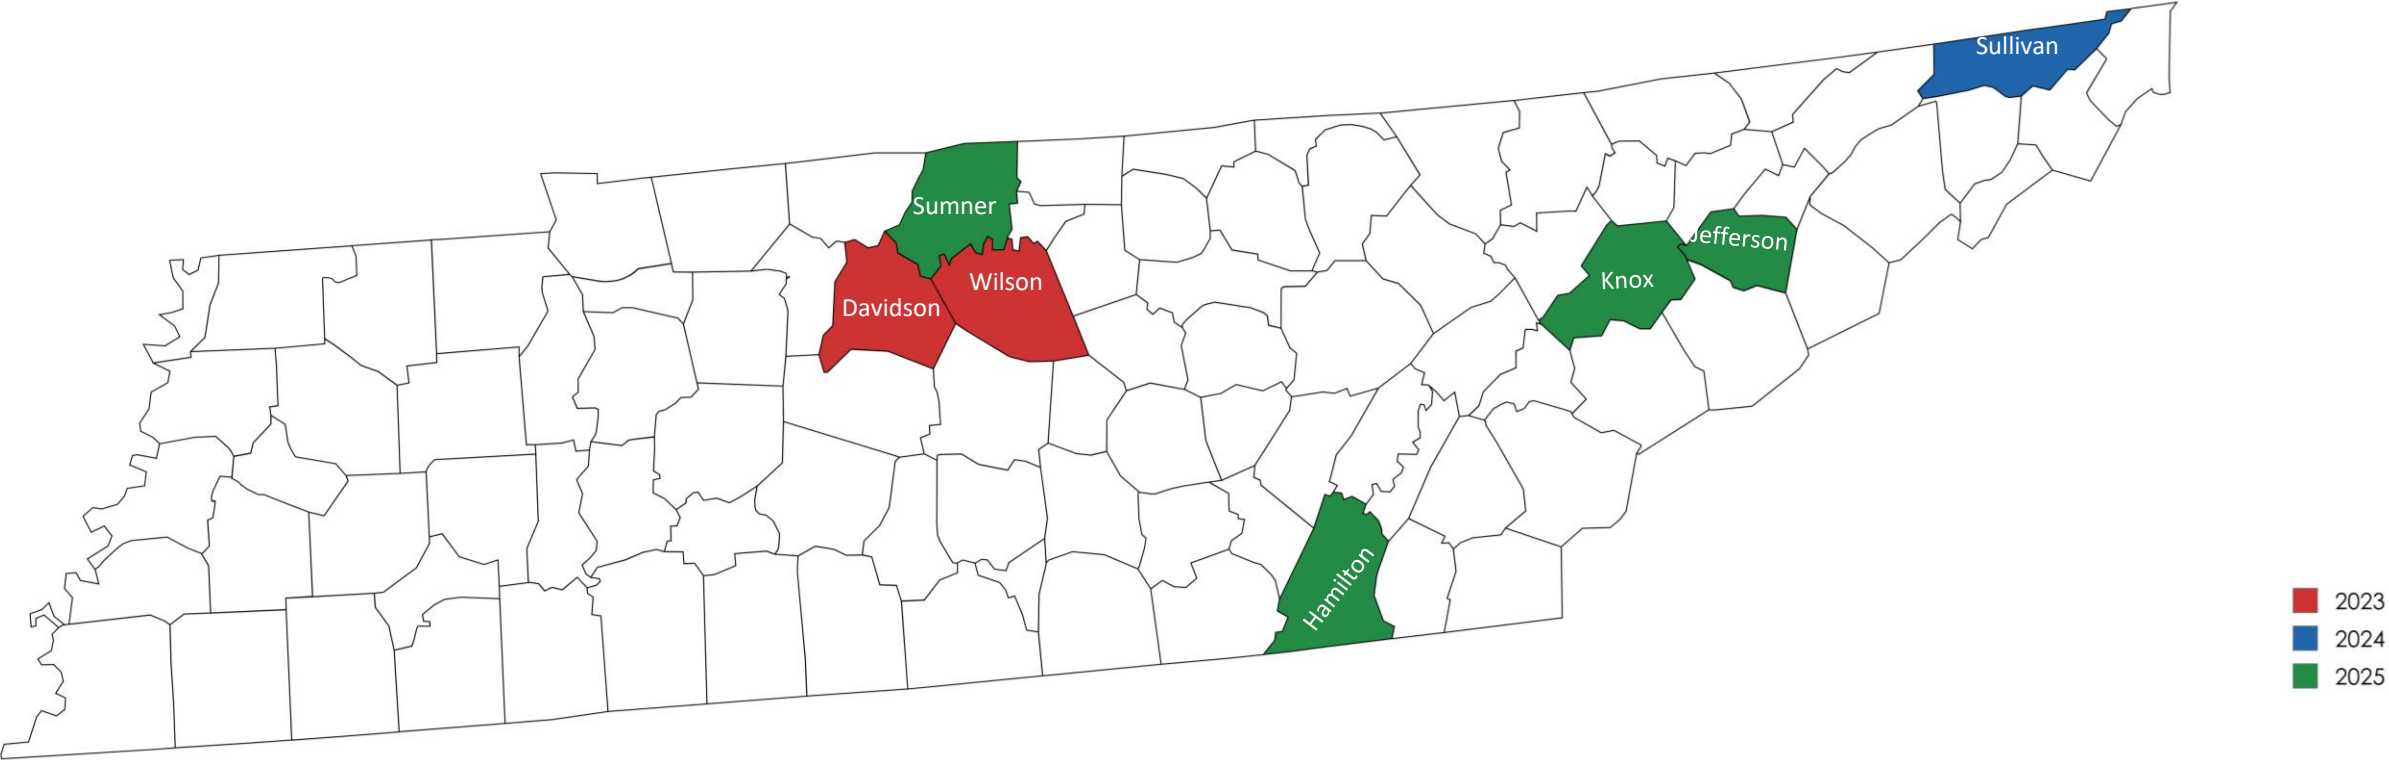 Sullivan
Sumner
Jefferson
Wilson
Knox
Davidson
Hamilton
2023
2024
2025